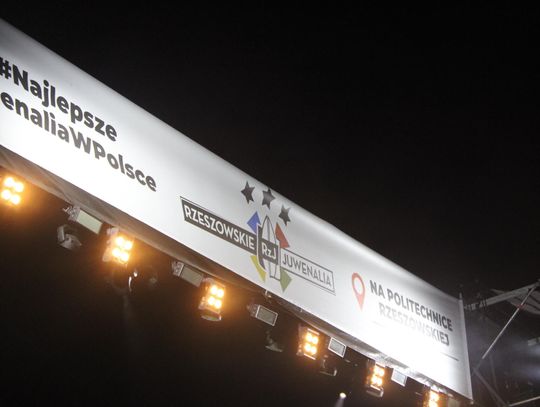 #Najlepsze
enaliaWPolsce
RZESZOWSKIE
RzJ
JUWENALIA
NA POLITECHNICE
RZESZOWSKIEJ